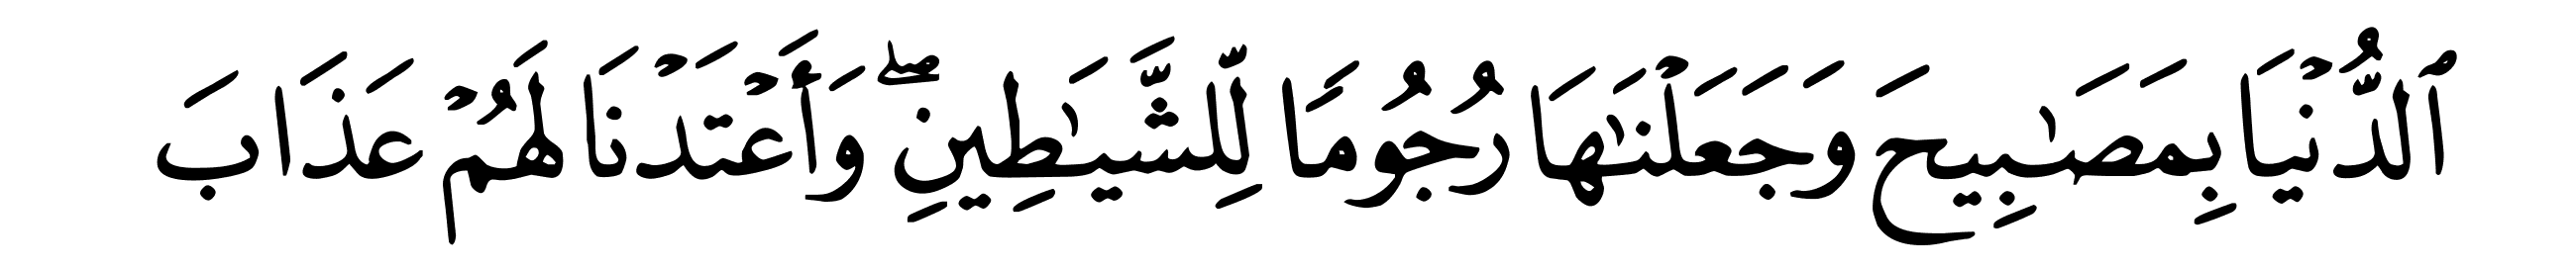 ٱلدُّنۡيَا بِمَصَٰبِيحَ وَجَعَلۡنَٰهَا رُجُومًا لِّلشَّيَٰطِينِۖ وَأَعۡتَدۡنَا لَهُمۡ عَذَابَ